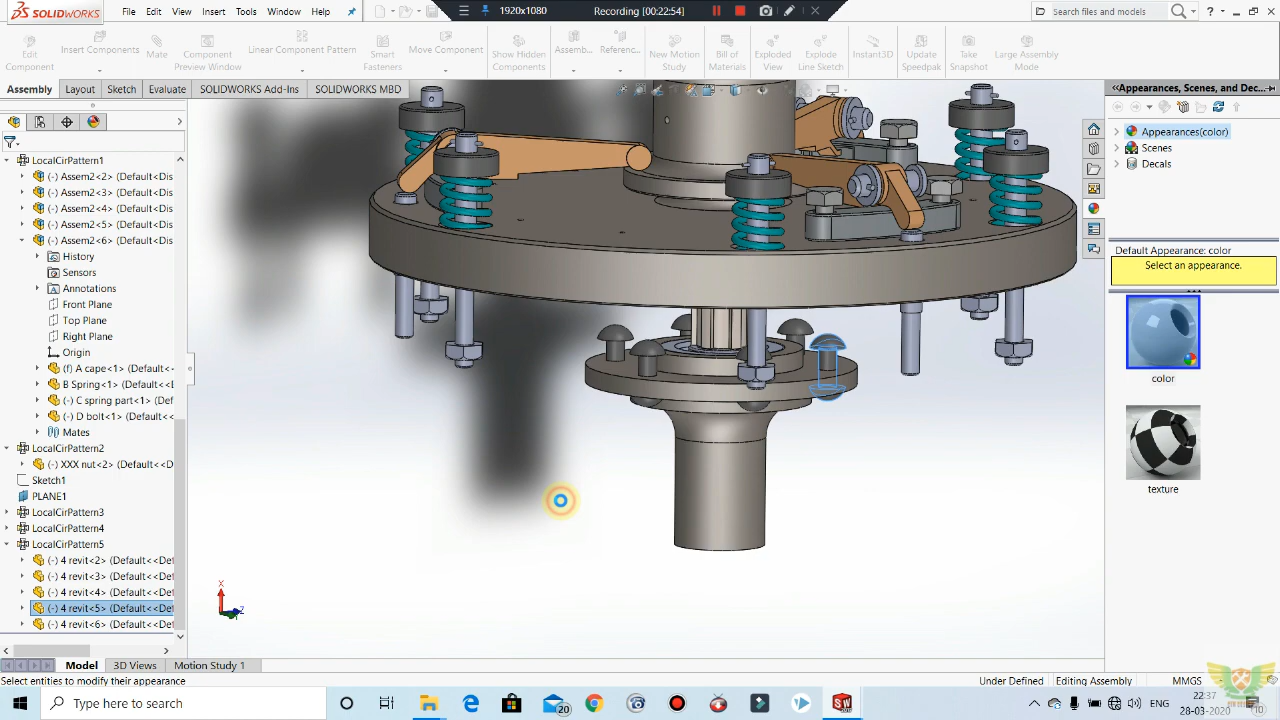 SOLIDWORKS
File Edit View Insert Tools Window Help
1920x1080
Recording [00:22:54]
Search files and models
Edit Component
Insert Components
Mate
Component Preview Window
Linear Component Pattern
Smart Fasteners
Move Component
Show Hidden Components
Assemb...
Referenc...
New Motion Study
Bill of Materials
Exploded View
Explode Line Sketch
Instant3D
Update Speedpak
Take Snapshot
Large Assembly Mode
Assembly Layout Sketch Evaluate SOLIDWORKS Add-Ins SOLIDWORKS MBD
Appearances, Scenes, and Dec...
LocalCirPattern1
(-) Assem2<2> (Default<Dis
(-) Assem2<3> (Default<Dis
(-) Assem2<4> (Default<Dis
(-) Assem2<5> (Default<Dis
(-) Assem2<6> (Default<Dis
History
Sensors
Annotations
Front Plane
Top Plane
Right Plane
Origin
(f) A cape<1> (Default<
B Spring<1> (Default<<D
(-) C spring part<1> (Def
(-) D bolt<1> (Default<<
Mates
LocalCirPattern2
(-) XXX nut<2> (Default<<D
Sketch1
PLANE1
LocalCirPattern3
LocalCirPattern4
LocalCirPattern5
(-) 4 revit<2> (Default<<Def
(-) 4 revit<3> (Default<<Def
(-) 4 revit<4> (Default<<Def
(-) 4 revit<5> (Default<<Def
(-) 4 revit<6> (Default<<Def
X
Z
Appearances(color)
Scenes
Decals
Default Appearance: color
Select an appearance.
color
texture
Model 3D Views Motion Study 1
Select entities to modify their appearance
Under Defined Editing Assembly MMGS
Type here to search
20
ENG
22:37
28-03-2020
10